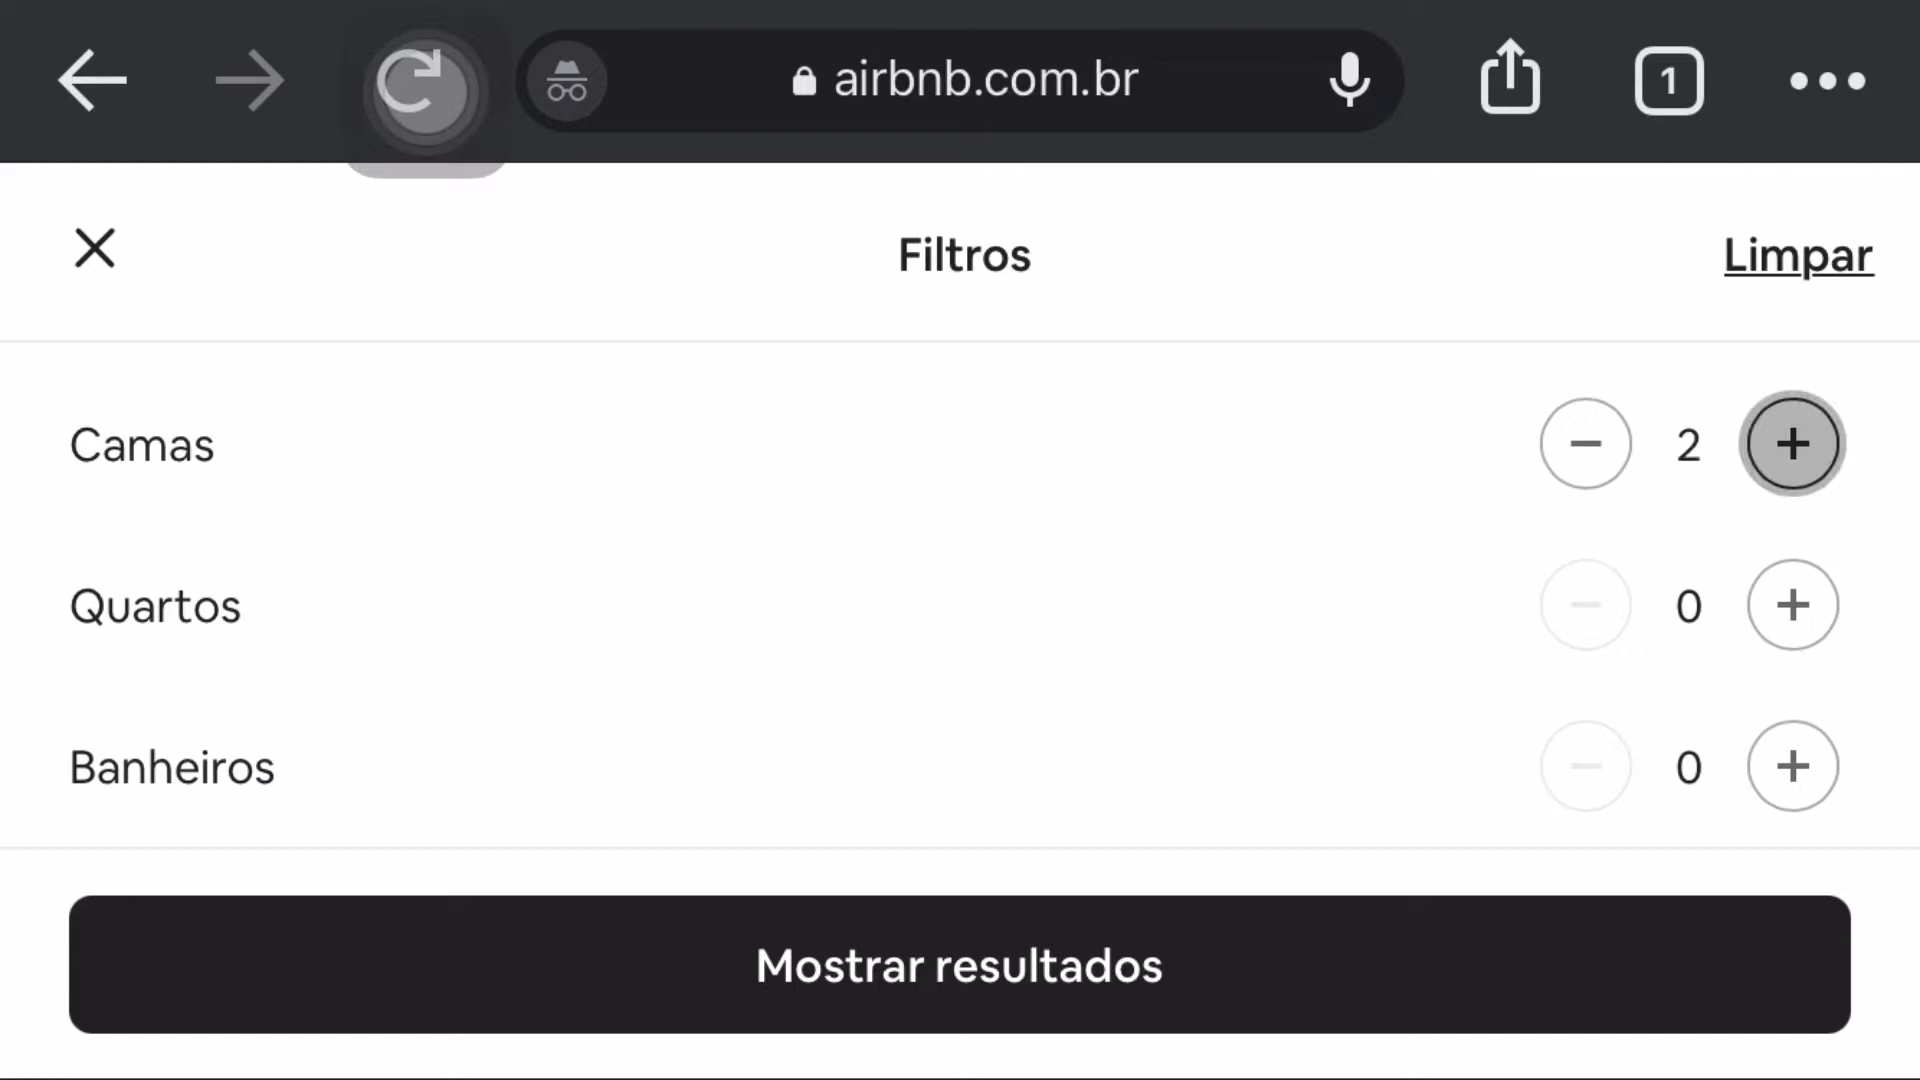 airbnb.com.br
1
Filtros
Limpar
Camas
2
Quartos
0
Banheiros
0
Mostrar resultados